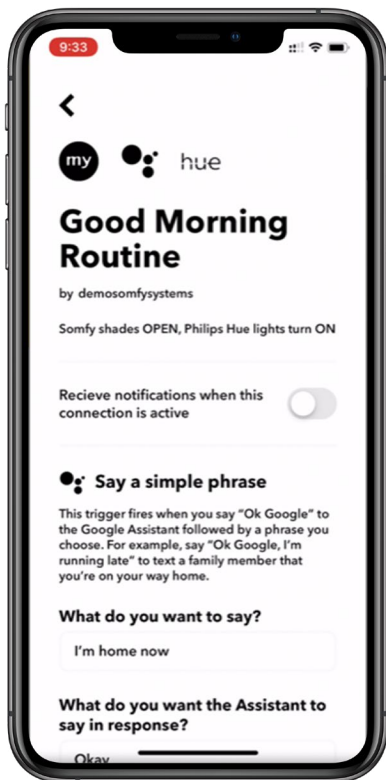 9:33
my hue
Good Morning
Routine
by demosomfysystems
Somfy shades OPEN, Philips Hue lights turn ON
Recieve notifications when this
connection is active
Say a simple phrase
This trigger fires when you say "Ok Google" to
the Google Assistant followed by a phrase you
choose. For example, say "Ok Google, I'm
running late" to text a family member that
you're on your way home.
What do you want to say?
I'm home now
What do you want the Assistant to
say in response?
Okay